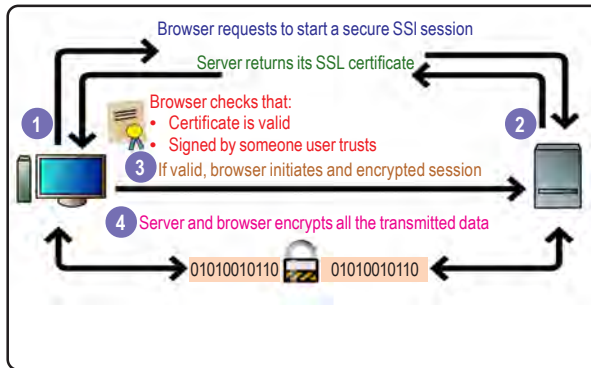 Browser requests to start a secure SSl session
Server returns its SSL certificate
1
Browser checks that:
• Certificate is valid
• Signed by someone user trusts
2
3 If valid, browser initiates and encrypted session
4 Server and browser encrypts all the transmitted data
01010010110 01010010110